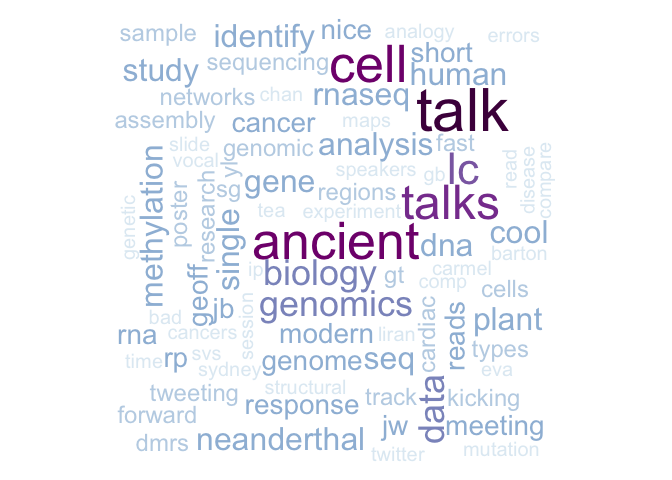 sample
identify
nice
analogy
errors
study
sequencing
cell
short
human
networks
chan
rnaseq
talk
assembly
cancer
maps
slide
vocal
genomic
analysis
fast
ylc
speakers
gb
lc
read
disease
compare
genetic
methylation
poster
research
sg
gene
regions
talks
tea
experiment
single
ancient
dna
cool
barton
geoff
ip
biology
gt
carmel
comp
cells
jb
genomics
bad
cancers
session
modern
liran
cardiac
reads
plant
rna
time
rp
svs
sydney
genome
seq
types
eva
structural
tweeting
response
track
data
kicking
forward
jw
meeting
dmrs
neanderthal
twitter
mutation